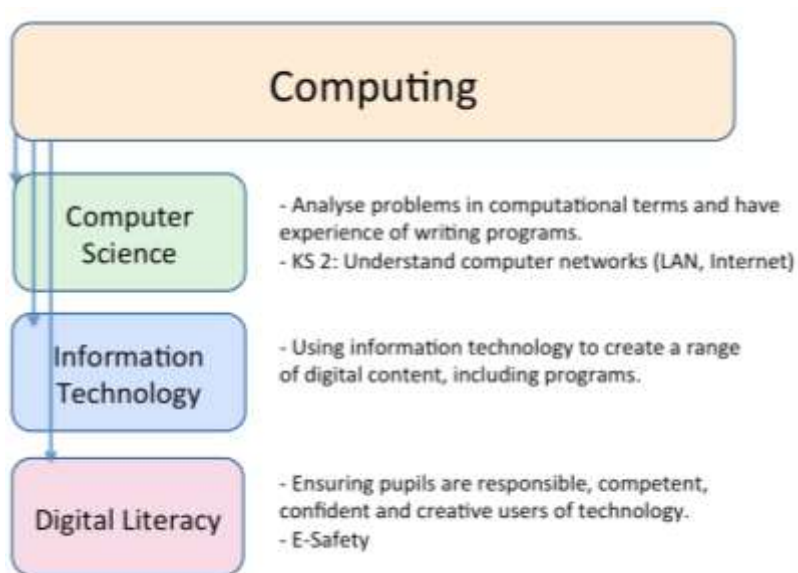 Computing
Computer
Science
- Analyse problems in computational terms and have
experience of writing programs.
- KS 2: Understand computer networks (LAN, Internet)
Information
Technology
- Using information technology to create a range
of digital content, including programs.
Digital Literacy
- Ensuring pupils are responsible, competent,
confident and creative users of technology.
- E-Safety